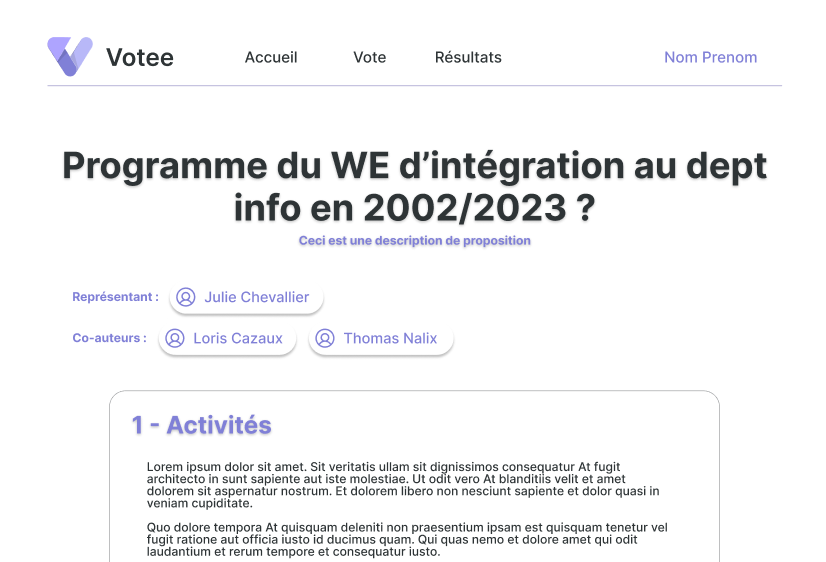 Votee Accueil Vote Résultats Nom Prenom
Programme du WE d’intégration au dept
info en 2002/2023 ?
Ceci est une description de proposition
Représentant : Julie Chevallier
Co-auteurs : Loris Cazaux Thomas Nalix
1 - Activités
Lorem ipsum dolor sit amet. Sit veritatis ullam sit dignissimos consequatur At fugit
architecto in sunt sapiente aut iste molestiae. Ut odit vero At blanditiis velit et amet
dolorem sit aspernatur nostrum. Et dolorem libero non nesciunt sapiente et dolor quasi in
veniam cupiditate.
Quo dolore tempora At quisquam deleniti non praesentium ipsam est quisquam tenetur vel
fugit ratione aut officia iusto id ducimus quam. Qui quas nemo et dolore amet qui odit
laudantium et rerum tempore et consequatur iusto.